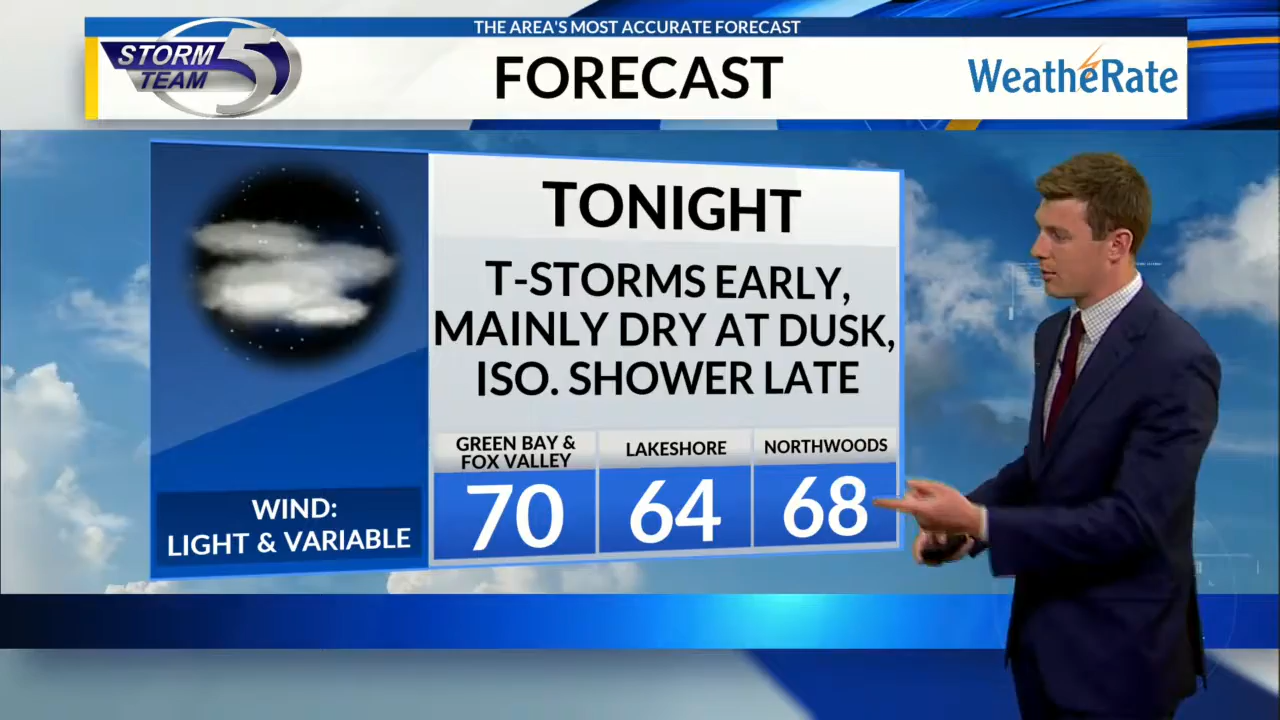 THE AREA'S MOST ACCURATE FORECAST
STORM
TEAM
5
FORECAST
WeatheRate
TONIGHT
T-STORMS EARLY,
MAINLY DRY AT DUSK,
ISO. SHOWER LATE
GREEN BAY &
FOX VALLEY
LAKESHORE
NORTHWOODS
70
64
68
WIND:
LIGHT & VARIABLE